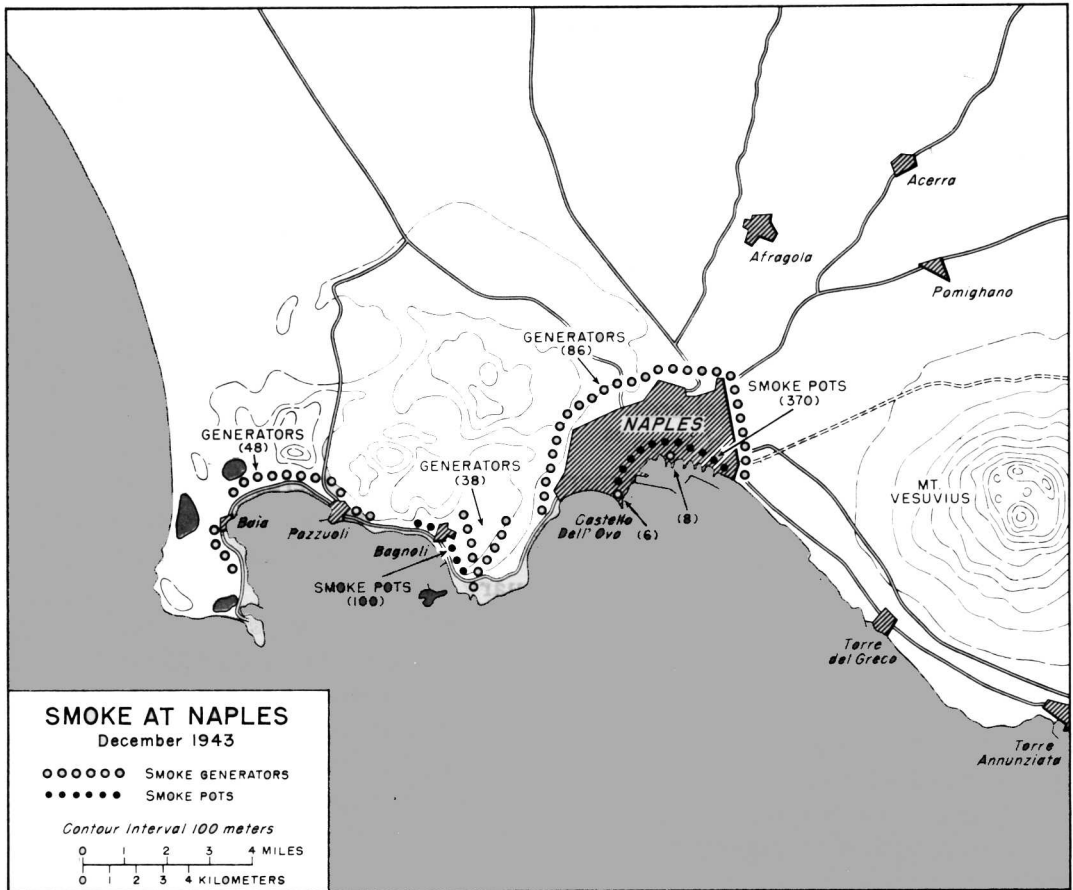 Acerra
Afragola
Pomighano
GENERATORS
(86)
SMOKE POTS
(370)
NAPLES
GENERATORS
(48)
GENERATORS
(38)
MT.
VESUVIUS
Baia
Pozzuoli
Bagnoli
Castello
Dell' Ovo
(6)
(8)
SMOKE POTS
(100)
Torre
del Greco
Torre
Annunziata
SMOKE AT NAPLES
December 1943
SMOKE GENERATORS
SMOKE POTS
Contour Interval 100 meters
0 1 2 3 4 MILES
0 1 2 3 4 KILOMETERS